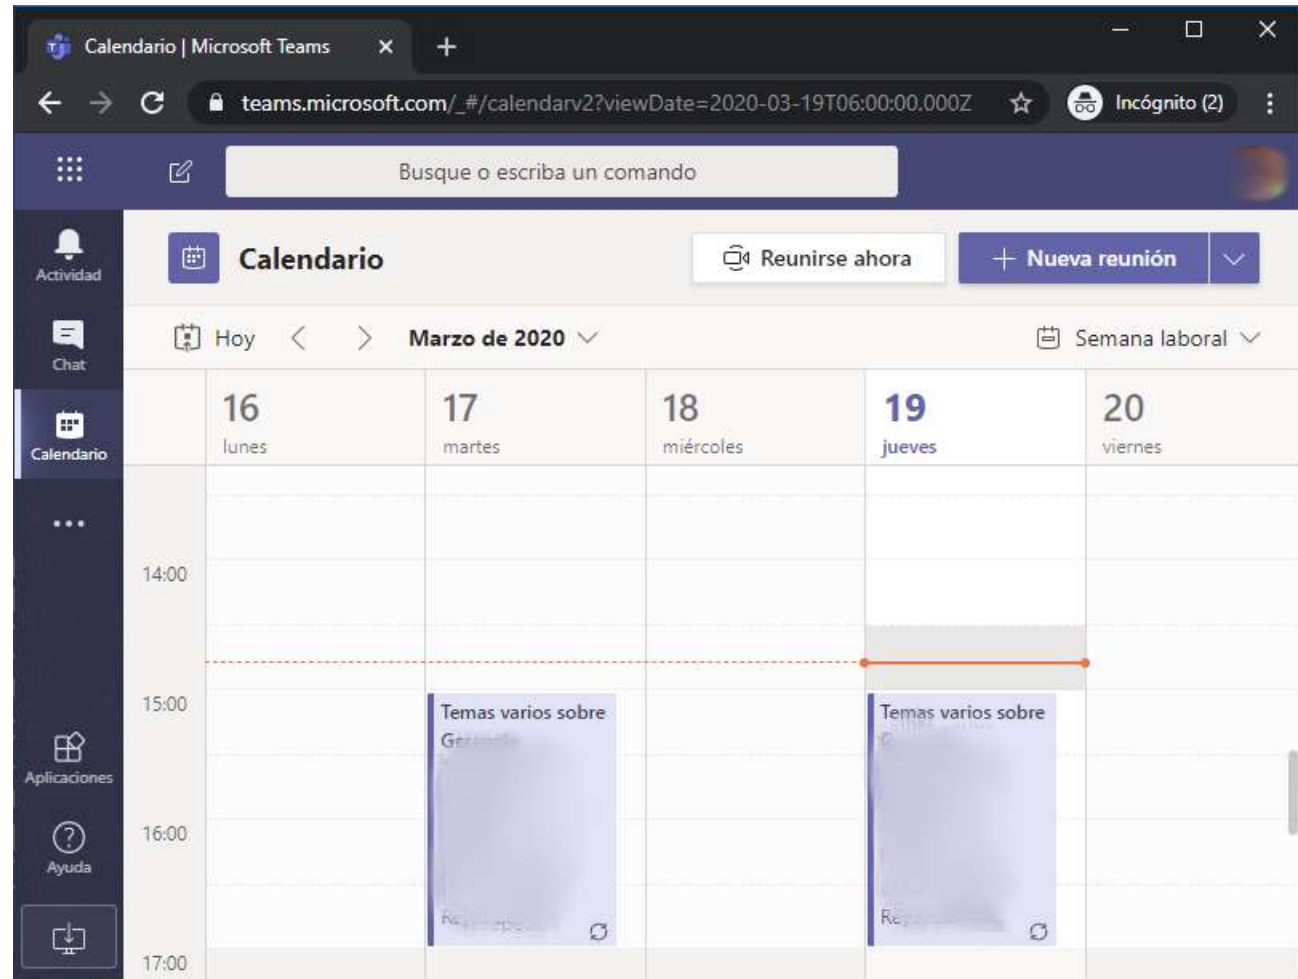 Calendario | Microsoft Teams
teams.microsoft.com/_#/calendarv2?viewDate=2020-03-19T06:00:00.000Z
Incógnito (2)
Busque o escriba un comando
Actividad
Chat
Calendario
Aplicaciones
Ayuda
Calendario
Reunirse ahora
Nueva reunión
Hoy
Marzo de 2020
Semana laboral
16
lunes
17
martes
18
miércoles
19
jueves
20
viernes
14:00
15:00
16:00
17:00
Temas varios sobre
Temas varios sobre